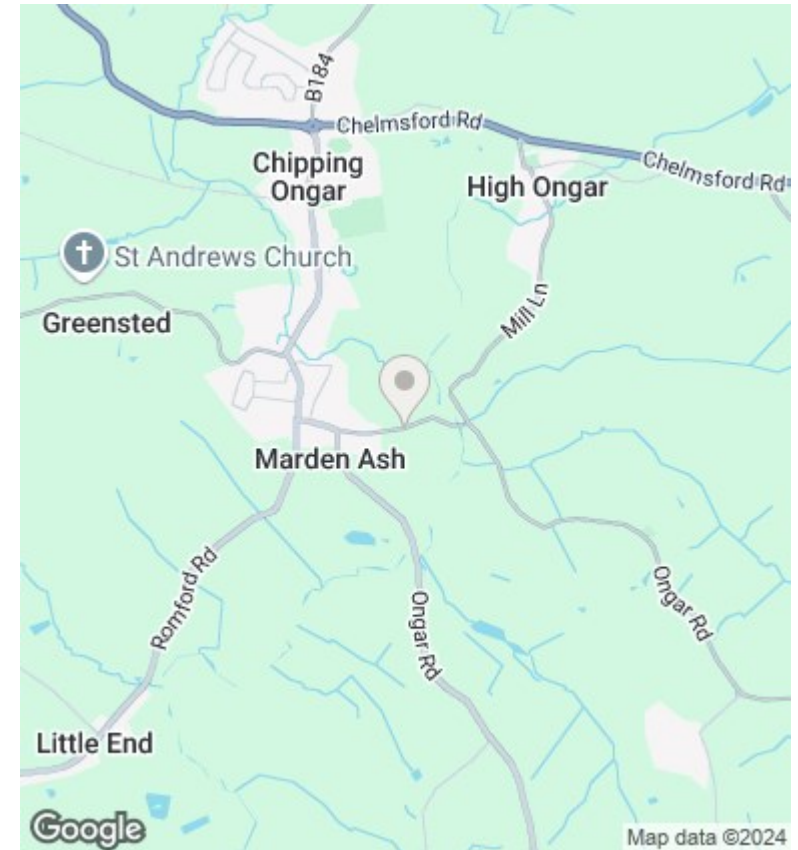 B184
Chelmsford Rd
Chipping
Ongar
High Ongar
Chelmsford Rd
St Andrews Church
Greensted
Mill Ln
Marden Ash
Romford Rd
Ongar Rd
Ongar Rd
Little End
Google
Map data ©2024